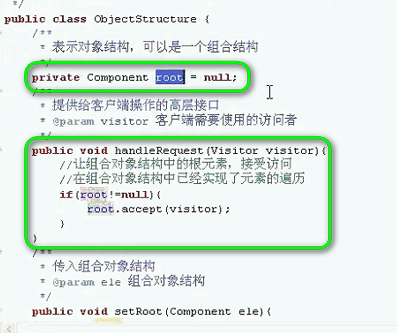 */
public class ObjectStructure {
/**
* 表示对象结构，可以是一个组合结构
*/
private Component root = null;
/**
* 提供给客户端操作的高层接口
* @param visitor 客户端需要使用的访问者
*/
public void handleRequest(Visitor visitor){
//让组合对象结构中的根元素，接受访问
//在组合对象结构中已经实现了元素的遍历
if(root!=null){
root.accept(visitor);
}
}
/**
* 传入组合对象结构
* @param ele 组合对象结构
*/
public void setRoot(Component ele){